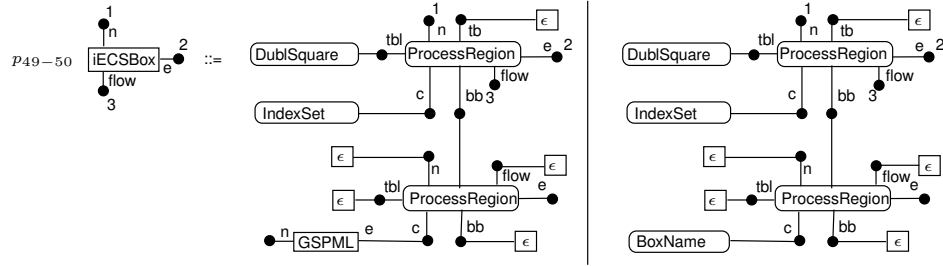 1 1 1
n n tb ϵ n tb ϵ
p49−50 iECSBox 2 ::= DublSquare tbl ProcessRegion e 2 DublSquare tbl ProcessRegion e 2
e
flow flow flow
3 c bb 3 c bb 3
IndexSet IndexSet
ϵ n flow ϵ ϵ n flow ϵ
ϵ tbl ProcessRegion e ϵ tbl ProcessRegion e
n GSPML e c bb ϵ BoxName c bb ϵ